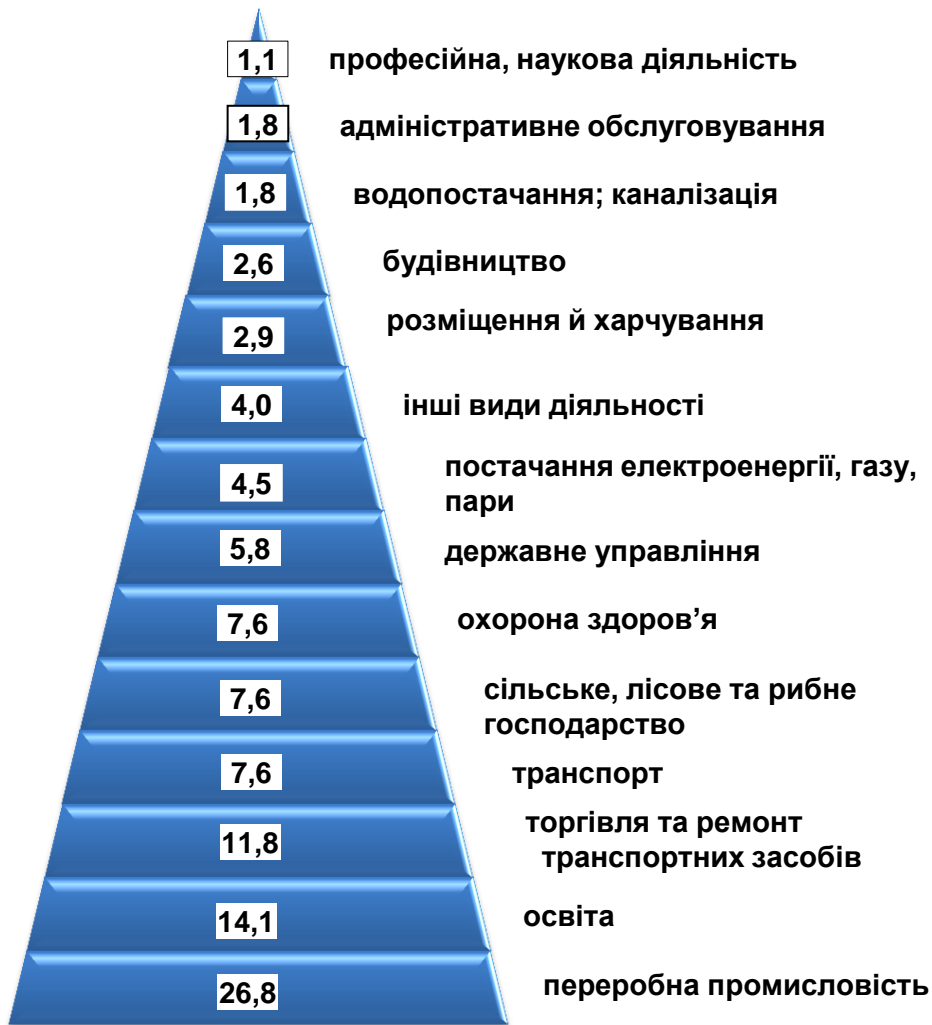 1,1 професійна, наукова діяльність
1,8 адміністративне обслуговування
1,8 водопостачання; каналізація
2,6 будівництво
2,9 розміщення й харчування
4,0 інші види діяльності
4,5 постачання електроенергії, газу,
пари
5,8 державне управління
7,6 охорона здоров’я
7,6 сільське, лісове та рибне
господарство
7,6 транспорт
11,8 торгівля та ремонт
транспортних засобів
14,1 освіта
26,8 переробна промисловість